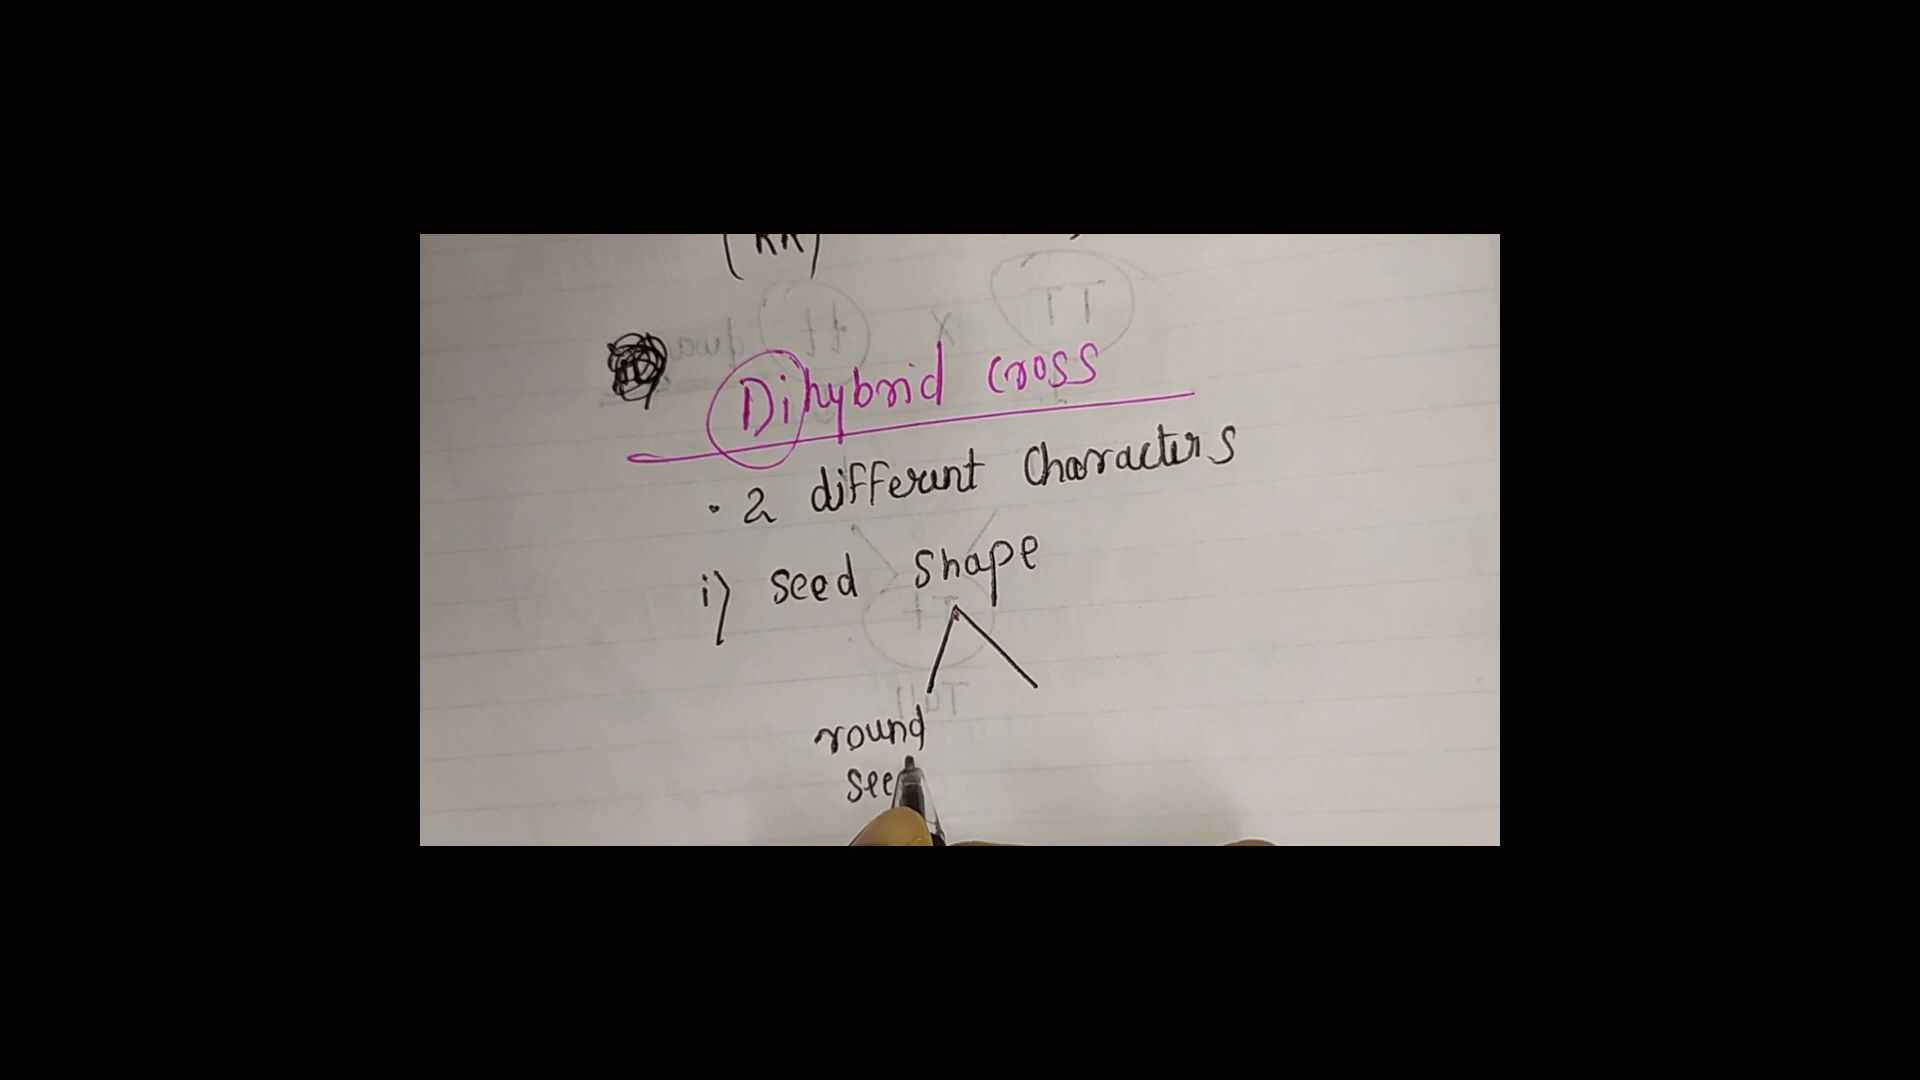 Dihybrid cross
• 2 different Characters
i) seed shape
round
see